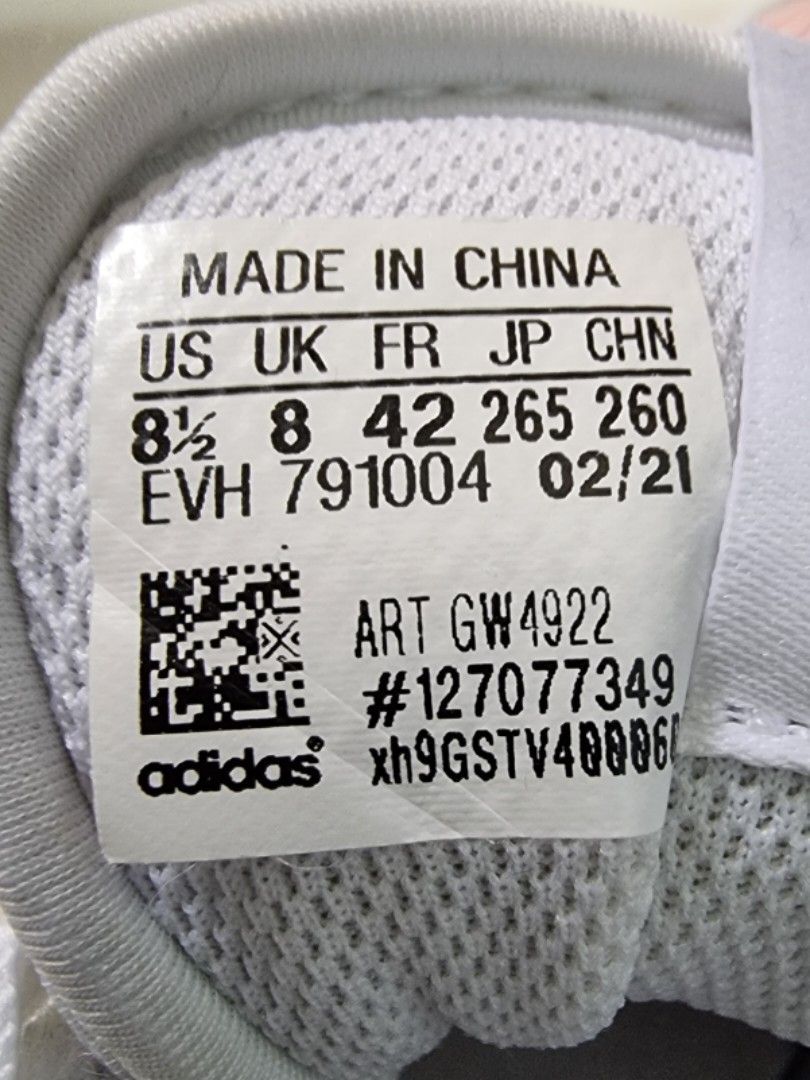 MADE IN CHINA
US UK FR JP CHN
8½ 8 42 265 260
EVH 791004 02/21
ART GW4922
#127077349
adidas®